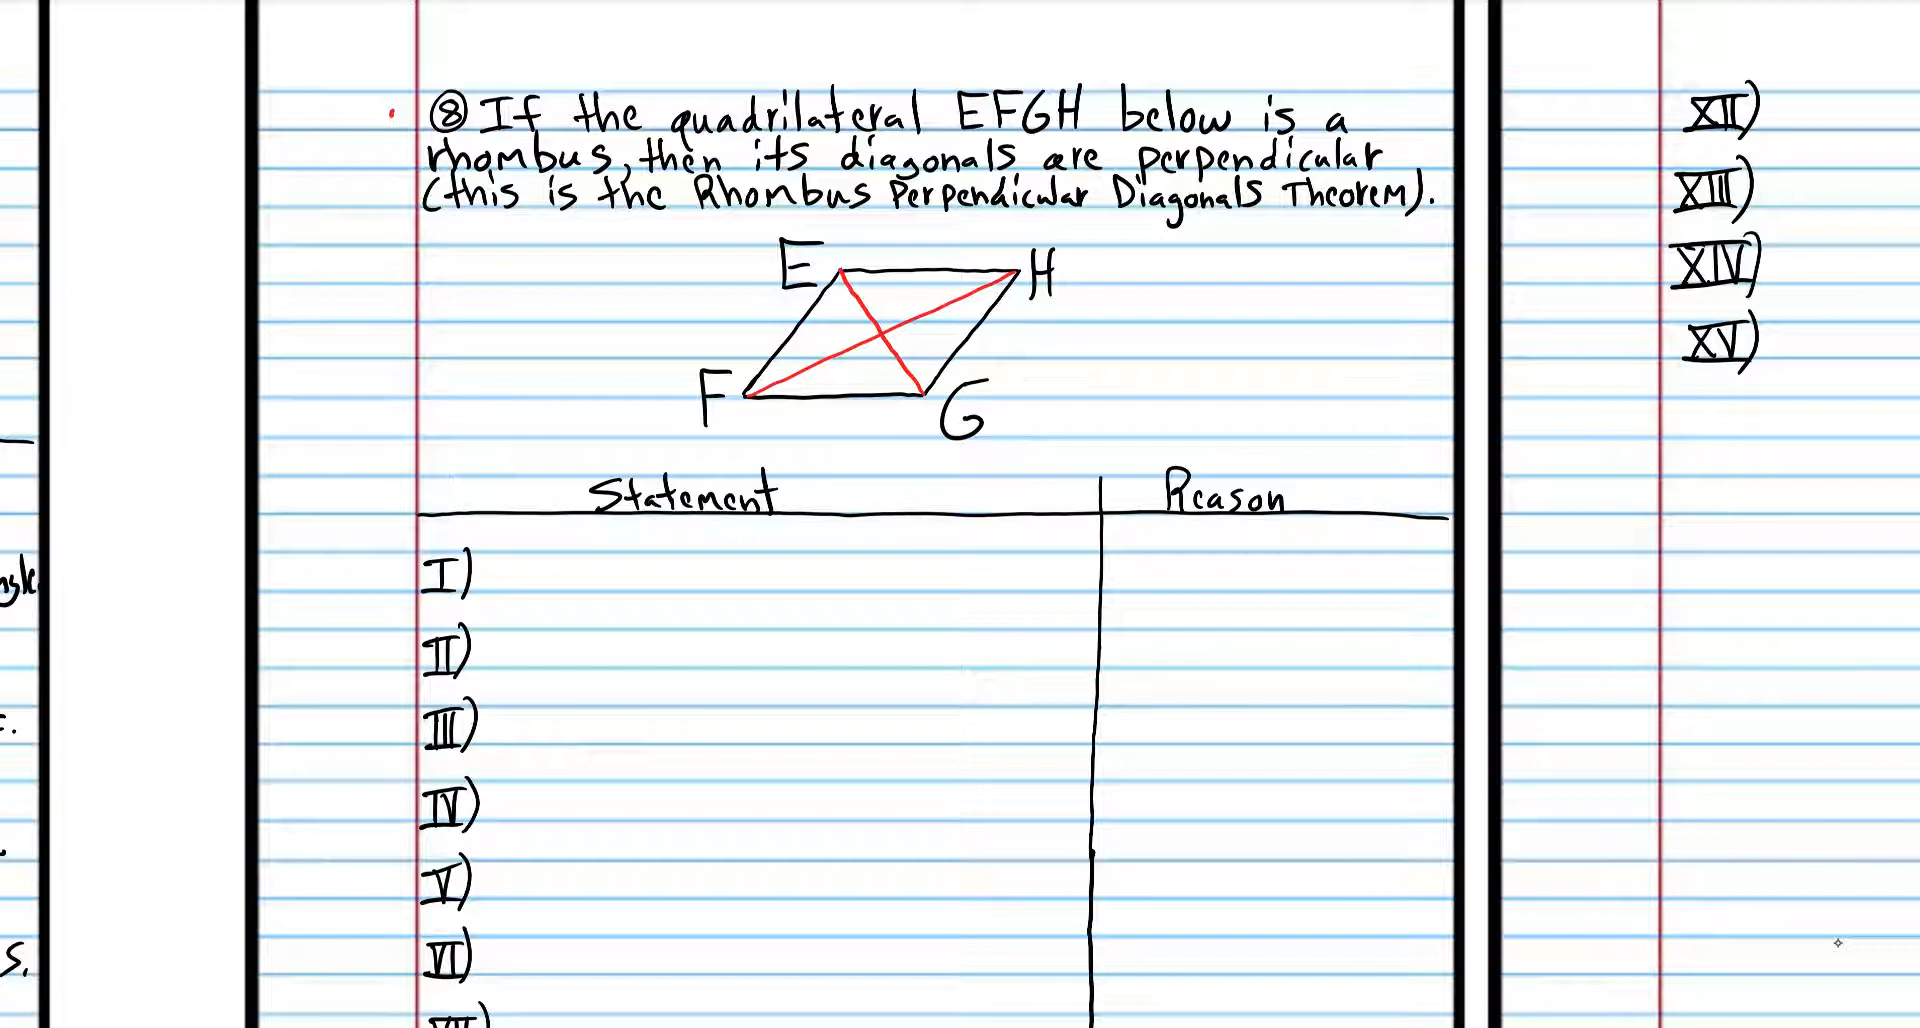 ⑧ If the quadrilateral EFGH below is a
rhombus, then its diagonals are perpendicular
(this is the Rhombus Perpendicular Diagonals Theorem).
E
H
F
G
Statement
Reason
I)
II)
III)
IV)
V)
VI)
VII)
XII)
XIII)
XIV)
XV)